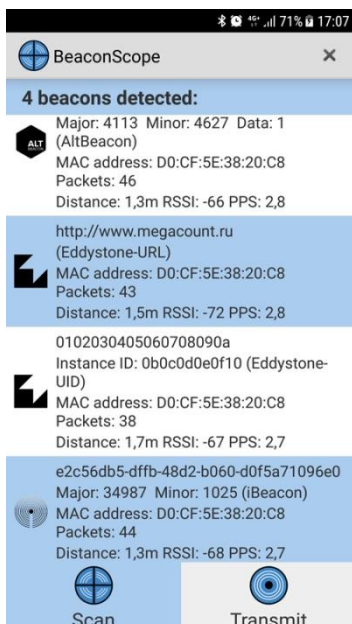 71% 17:07
BeaconScope
4 beacons detected:
ALT
BEACON
Major: 4113 Minor: 4627 Data: 1
(AltBeacon)
MAC address: D0:CF:5E:38:20:C8
Packets: 46
Distance: 1,3m RSSI: -66 PPS: 2,8
http://www.megacount.ru
(Eddystone-URL)
MAC address: D0:CF:5E:38:20:C8
Packets: 43
Distance: 1,5m RSSI: -72 PPS: 2,8
0102030405060708090a
Instance ID: 0b0c0d0e0f10 (Eddystone-
UID)
MAC address: D0:CF:5E:38:20:C8
Packets: 38
Distance: 1,7m RSSI: -67 PPS: 2,7
e2c56db5-dffb-48d2-b060-d0f5a71096e0
Major: 34987 Minor: 1025 (iBeacon)
MAC address: D0:CF:5E:38:20:C8
Packets: 44
Distance: 1,3m RSSI: -68 PPS: 2,7
Scan Transmit